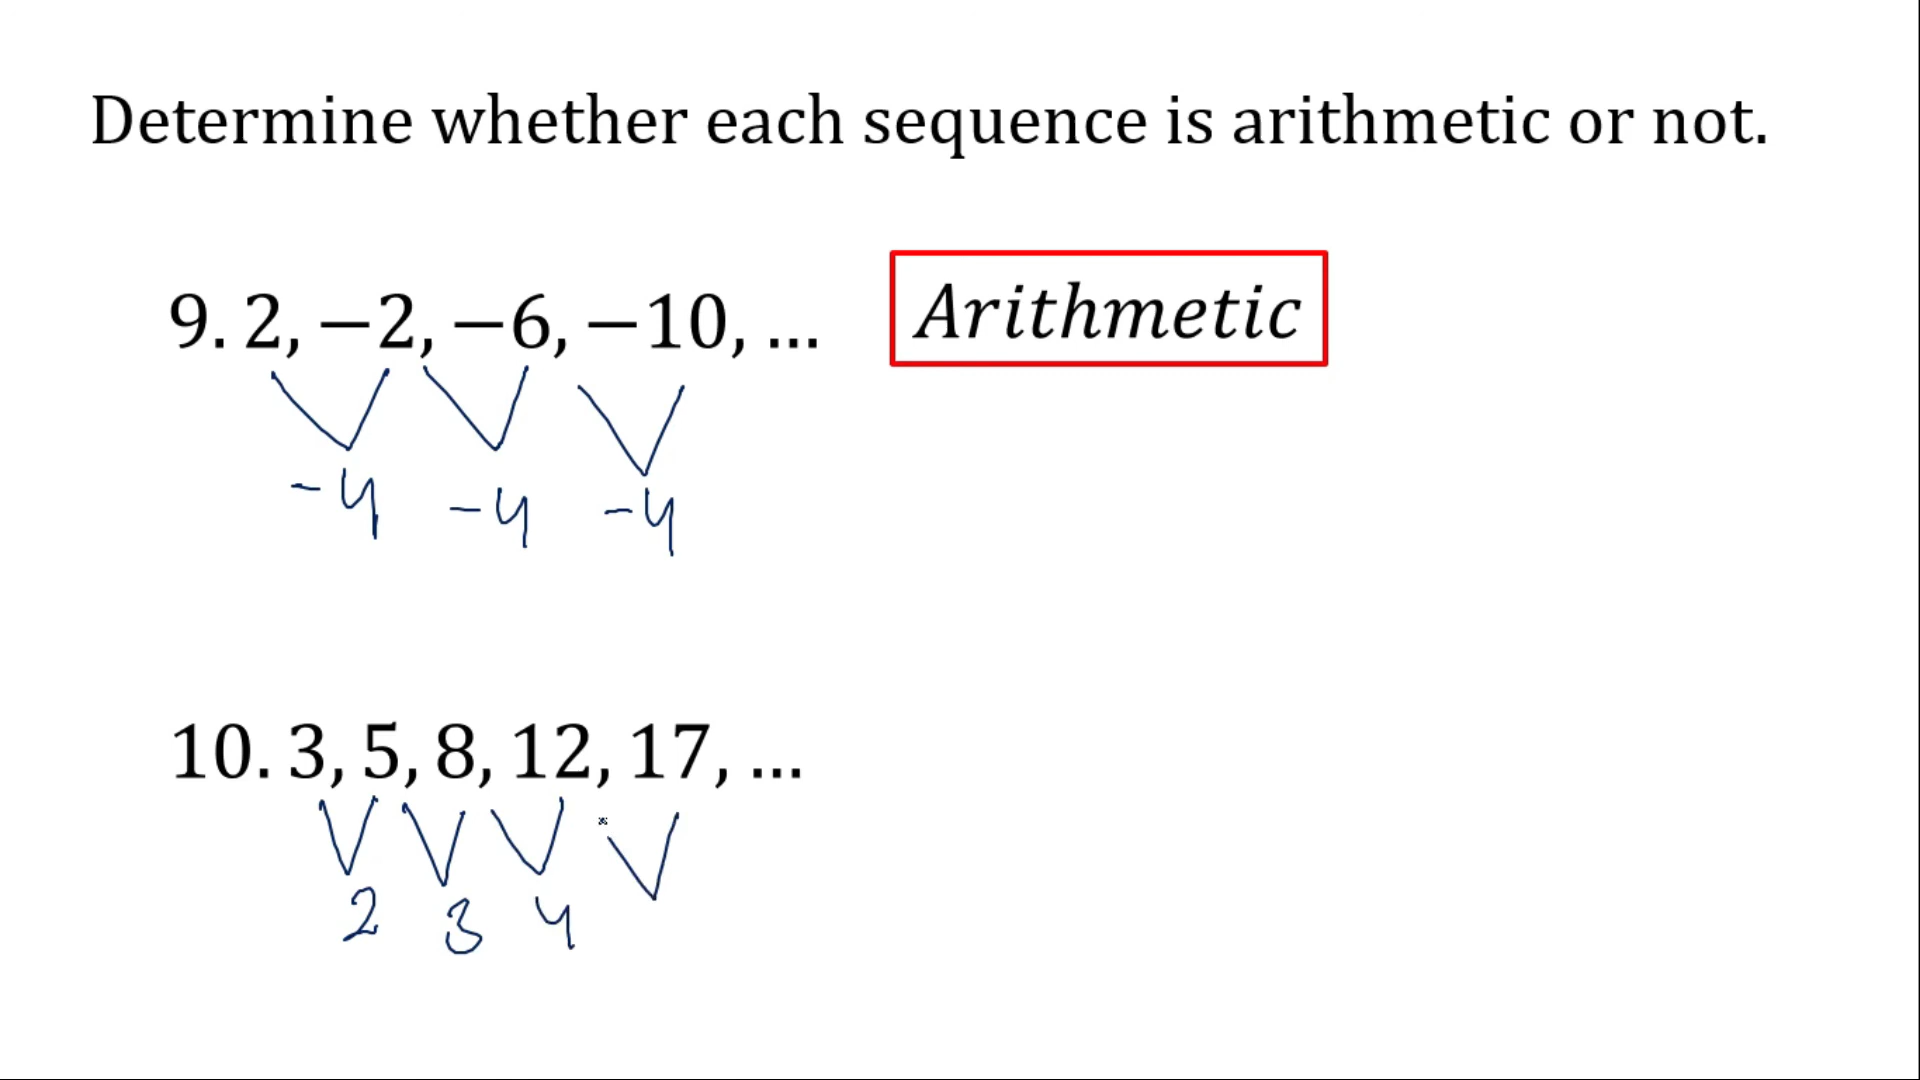 Determine whether each sequence is arithmetic or not.
9. 2, −2, −6, −10, ... Arithmetic
-4 -4 -4
10. 3, 5, 8, 12, 17, ...
2 3 4